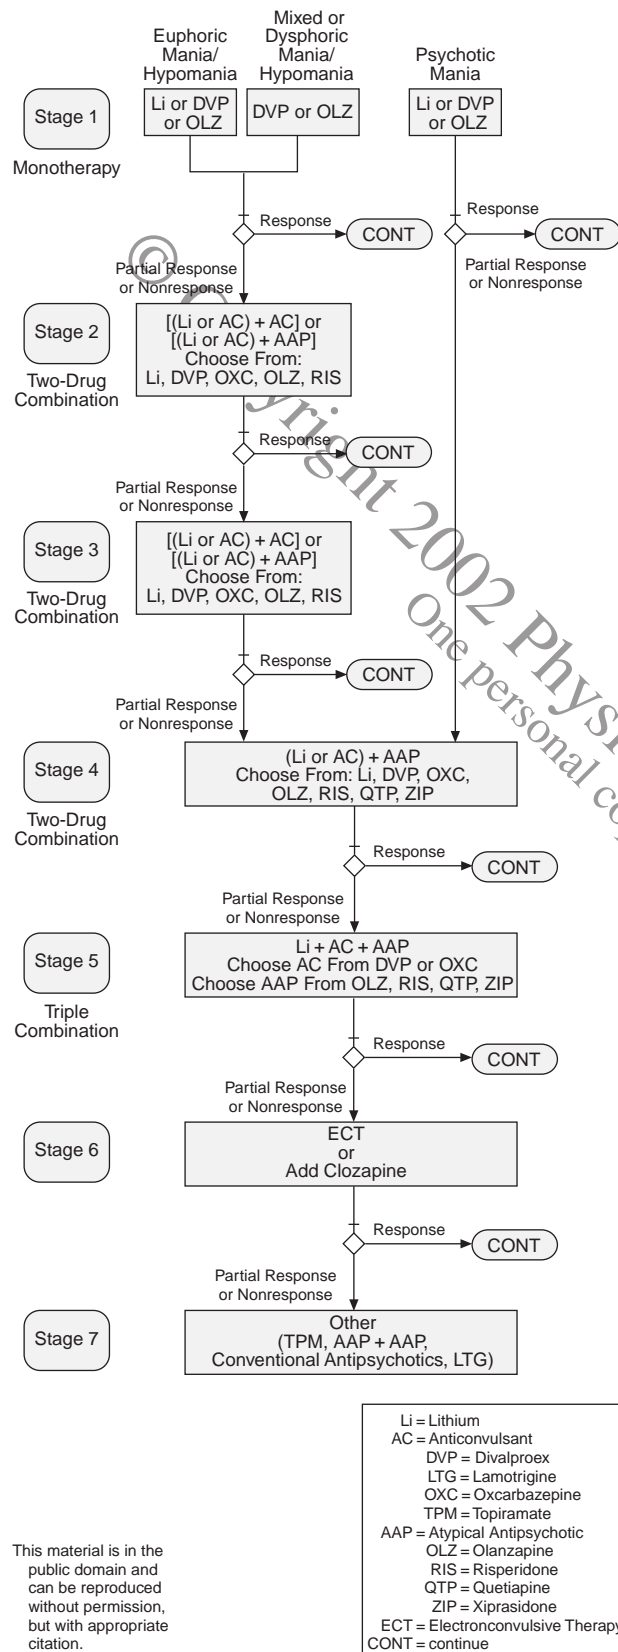 Euphoric
Mania/
Hypomania
Mixed or
Dysphoric
Mania/
Hypomania
Psychotic
Mania
Stage 1
Monotherapy
Li or DVP
or OLZ
DVP or OLZ
Li or DVP
or OLZ
Response
CONT
Response
CONT
Partial Response
or Nonresponse
Partial Response
or Nonresponse
Stage 2
Two-Drug
Combination
[(Li or AC) + AC] or
[(Li or AC) + AAP]
Choose From:
Li, DVP, OXC, OLZ, RIS
Response
CONT
Partial Response
or Nonresponse
Stage 3
Two-Drug
Combination
[(Li or AC) + AC] or
[(Li or AC) + AAP]
Choose From:
Li, DVP, OXC, OLZ, RIS
Response
CONT
Partial Response
or Nonresponse
Stage 4
Two-Drug
Combination
(Li or AC) + AAP
Choose From: Li, DVP, OXC,
OLZ, RIS, QTP, ZIP
Response
CONT
Partial Response
or Nonresponse
Stage 5
Triple
Combination
Li + AC + AAP
Choose AC From DVP or OXC
Choose AAP From OLZ, RIS, QTP, ZIP
Response
CONT
Partial Response
or Nonresponse
Stage 6
ECT
or
Add Clozapine
Response
CONT
Partial Response
or Nonresponse
Stage 7
Other
(TPM, AAP + AAP,
Conventional Antipsychotics, LTG)
Li = Lithium
AC = Anticonvulsant
DVP = Divalproex
LTG = Lamotrigine
OXC = Oxcarbazepine
TPM = Topiramate
AAP = Atypical Antipsychotic
OLZ = Olanzapine
RIS = Risperidone
QTP = Quetiapine
ZIP = Xiprasidone
ECT = Electronconvulsive Therapy
CONT = continue
This material is in the
public domain and
can be reproduced
without permission,
but with appropriate
citation.
© Copyright 2002 Physi
One personal co